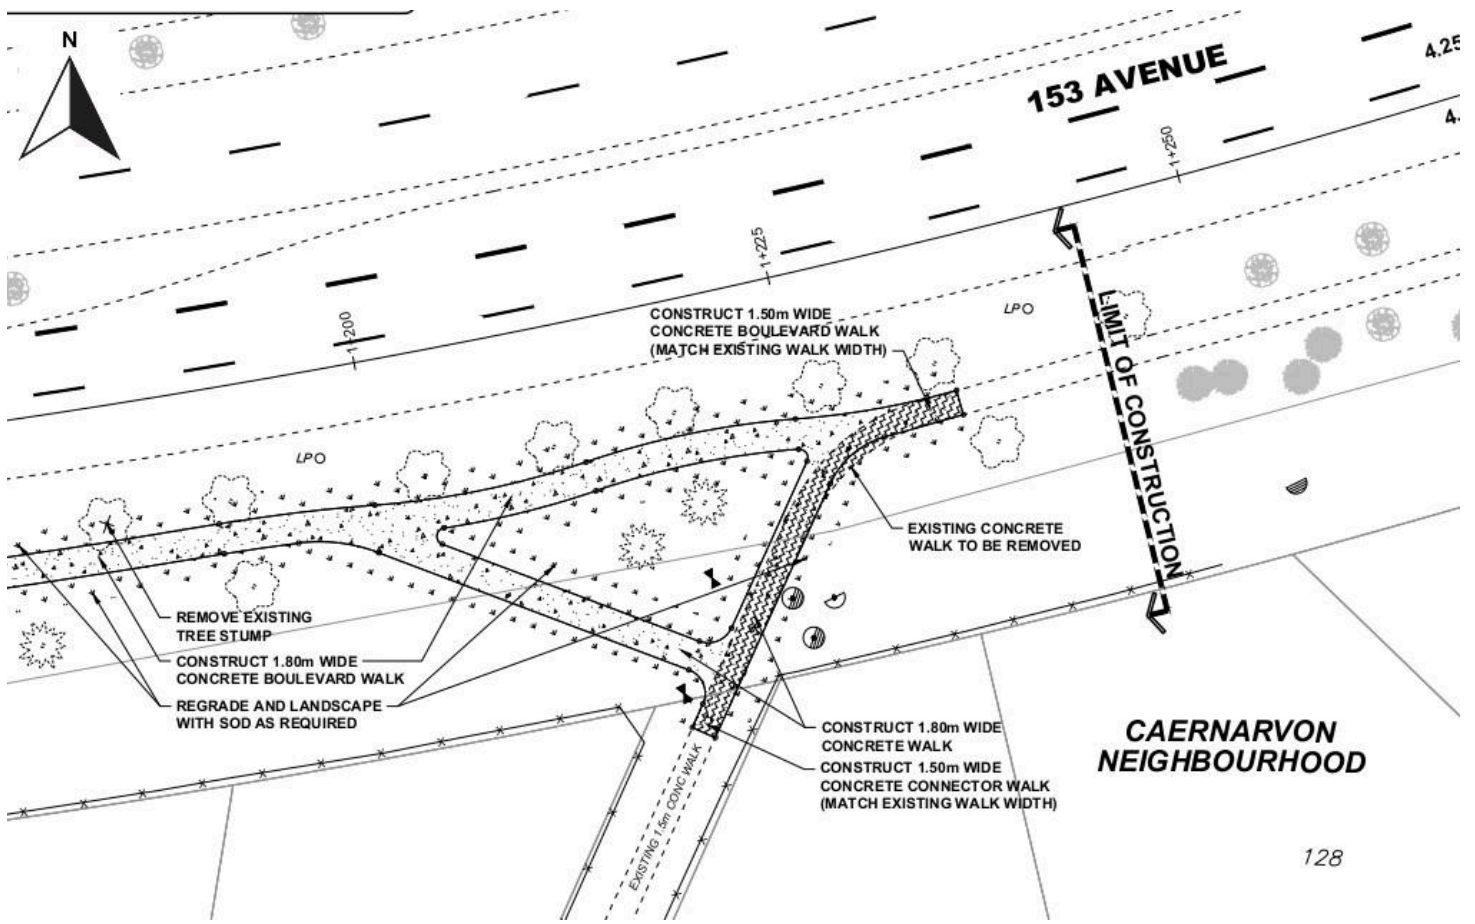 N
153 AVENUE
4.25
4.
1+250
1+225
1+200
CONSTRUCT 1.50m WIDE
CONCRETE BOULEVARD WALK
(MATCH EXISTING WALK WIDTH)
LP
LIMIT OF CONSTRUCTION
LP
EXISTING CONCRETE
WALK TO BE REMOVED
REMOVE EXISTING
TREE STUMP
CONSTRUCT 1.80m WIDE
CONCRETE BOULEVARD WALK
REGRADE AND LANDSCAPE
WITH SOD AS REQUIRED
CONSTRUCT 1.80m WIDE
CONCRETE WALK
CONSTRUCT 1.50m WIDE
CONCRETE CONNECTOR WALK
(MATCH EXISTING WALK WIDTH)
EXISTING 1.5m CONC WALK
CAERNARVON
NEIGHBOURHOOD
128